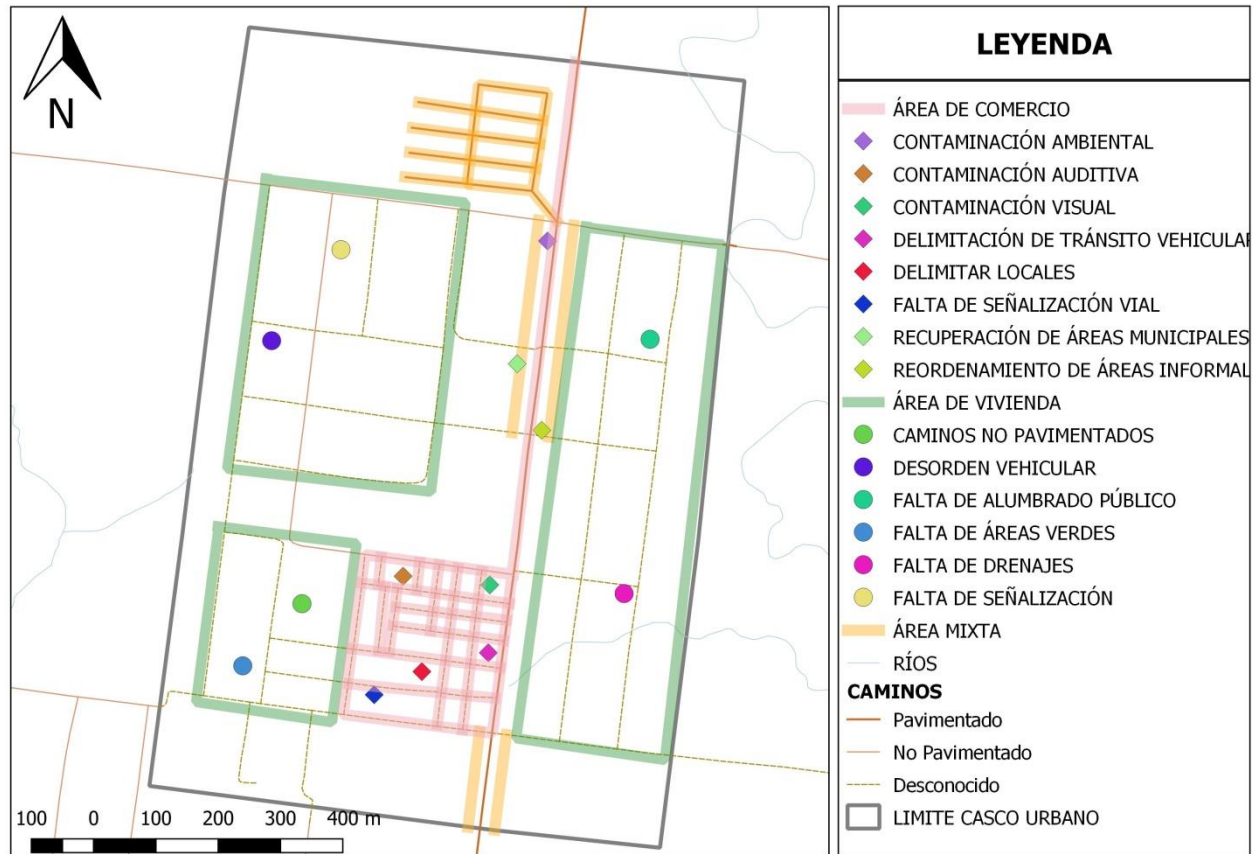 N
100 0 100 200 300 400 m
LEYENDA
ÁREA DE COMERCIO
CONTAMINACIÓN AMBIENTAL
CONTAMINACIÓN AUDITIVA
CONTAMINACIÓN VISUAL
DELIMITACIÓN DE TRÁNSITO VEHICULAR
DELIMITAR LOCALES
FALTA DE SEÑALIZACIÓN VIAL
RECUPERACIÓN DE ÁREAS MUNICIPALES
REORDENAMIENTO DE ÁREAS INFORMAL
ÁREA DE VIVIENDA
CAMINOS NO PAVIMENTADOS
DESORDEN VEHICULAR
FALTA DE ALUMBRADO PÚBLICO
FALTA DE ÁREAS VERDES
FALTA DE DRENAJES
FALTA DE SEÑALIZACIÓN
ÁREA MIXTA
RÍOS
CAMINOS
Pavimentado
No Pavimentado
Desconocido
LIMITE CASCO URBANO